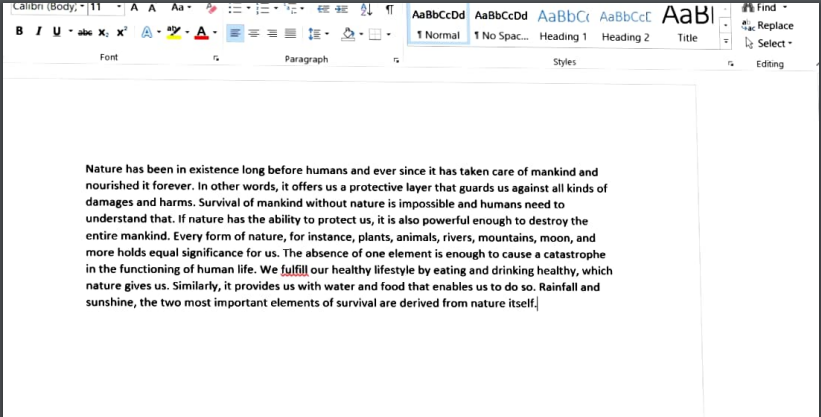 Calibri (Body, 11 A A Aa Find
AaBbCcDd AaBbCcDd AaBbCc AaBbCcD AaBl Replace
B I U abc X₂ X² A aby A ¶ Normal ¶ No Spac... Heading 1 Heading 2 Title Select
Font Paragraph Styles Editing
Nature has been in existence long before humans and ever since it has taken care of mankind and
nourished it forever. In other words, it offers us a protective layer that guards us against all kinds of
damages and harms. Survival of mankind without nature is impossible and humans need to
understand that. If nature has the ability to protect us, it is also powerful enough to destroy the
entire mankind. Every form of nature, for instance, plants, animals, rivers, mountains, moon, and
more holds equal significance for us. The absence of one element is enough to cause a catastrophe
in the functioning of human life. We fulfill our healthy lifestyle by eating and drinking healthy, which
nature gives us. Similarly, it provides us with water and food that enables us to do so. Rainfall and
sunshine, the two most important elements of survival are derived from nature itself.